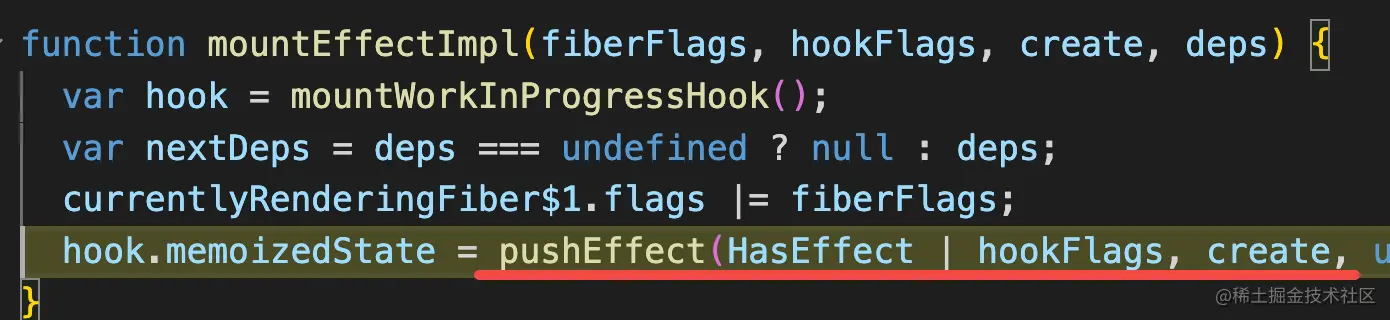 function mountEffectImpl(fiberFlags, hookFlags, create, deps) {
var hook = mountWorkInProgressHook();
var nextDeps = deps === undefined ? null : deps;
currentlyRenderingFiber$1.flags |= fiberFlags;
hook.memoizedState = pushEffect(HasEffect | hookFlags, create, u
}
@稀土掘金技术社区